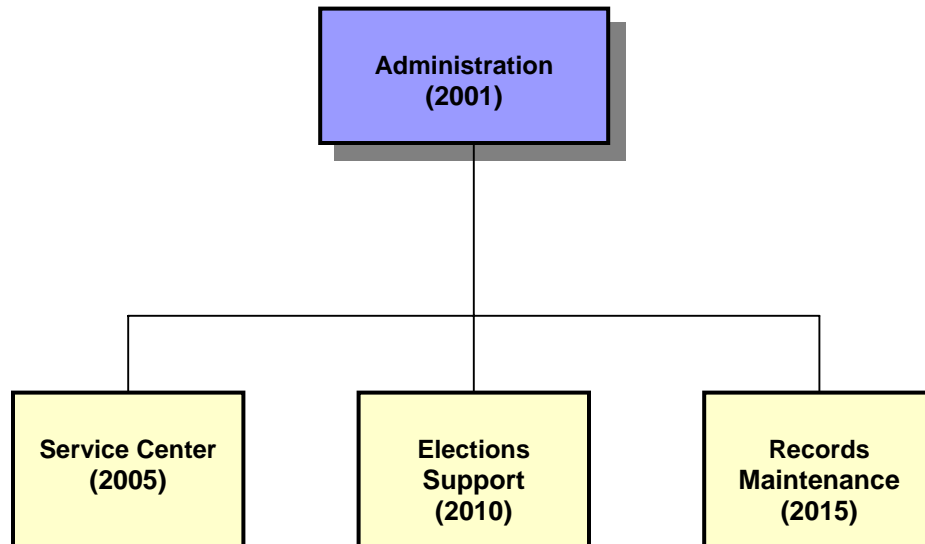 Administration
(2001)
Service Center
(2005)
Elections
Support
(2010)
Records
Maintenance
(2015)